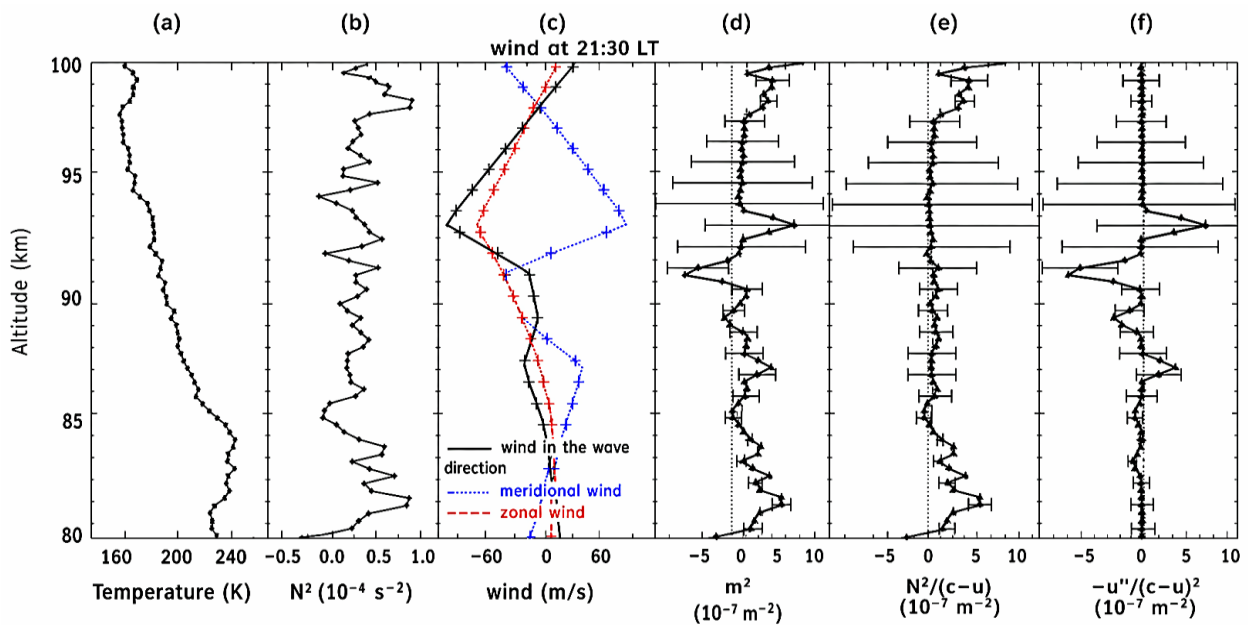 (a) (b) (c) (d) (e) (f)
wind at 21:30 LT
100
95
90
85
80
Altitude (km)
wind in the wave
direction
meridional wind
zonal wind
160 200 240
−0.5 0.0 0.5 1.0
−60 0 60
−5 0 5 10
−5 0 5 10
−5 0 5 10
Temperature (K)
N² (10⁻⁴ s⁻²)
wind (m/s)
m²
(10⁻⁷ m⁻²)
N²/(c−u)
(10⁻⁷ m⁻²)
−u''/(c−u)²
(10⁻⁷ m⁻²)